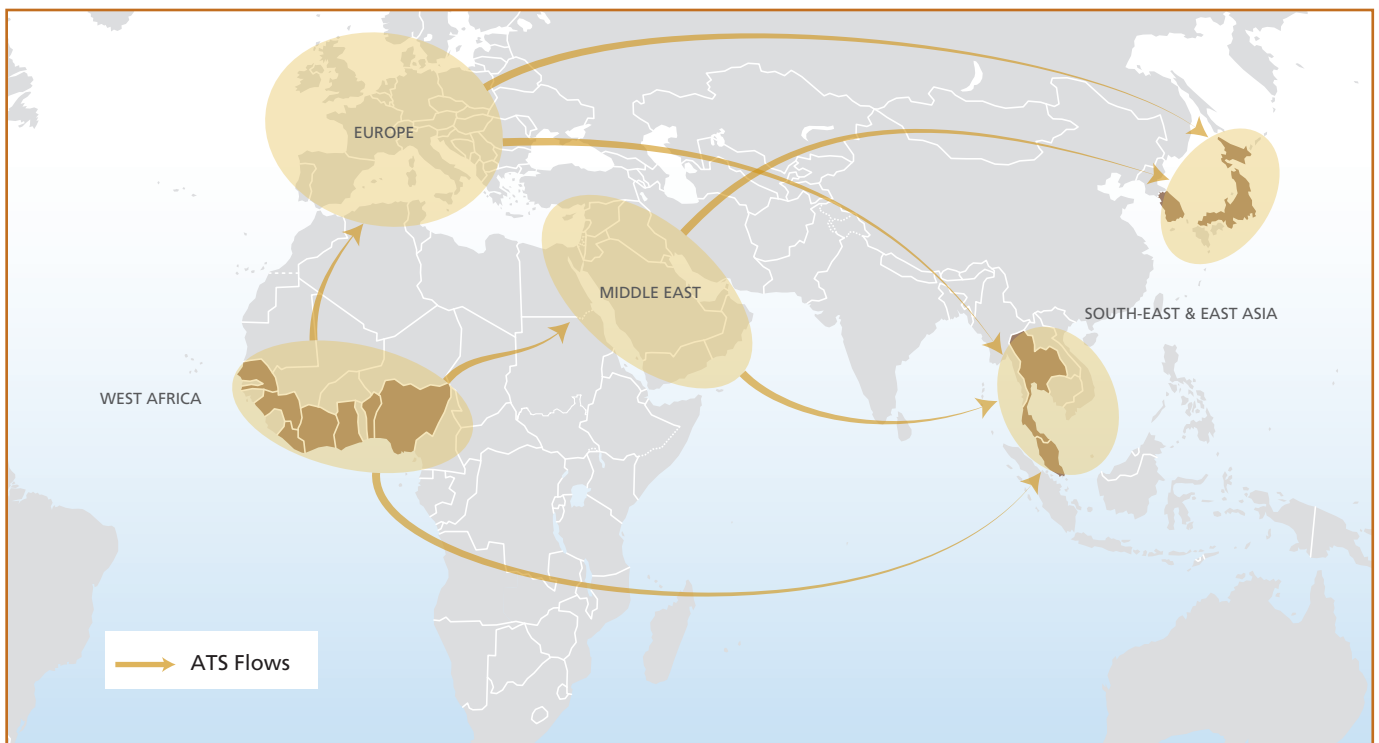 EUROPE
MIDDLE EAST
SOUTH-EAST & EAST ASIA
WEST AFRICA
ATS Flows